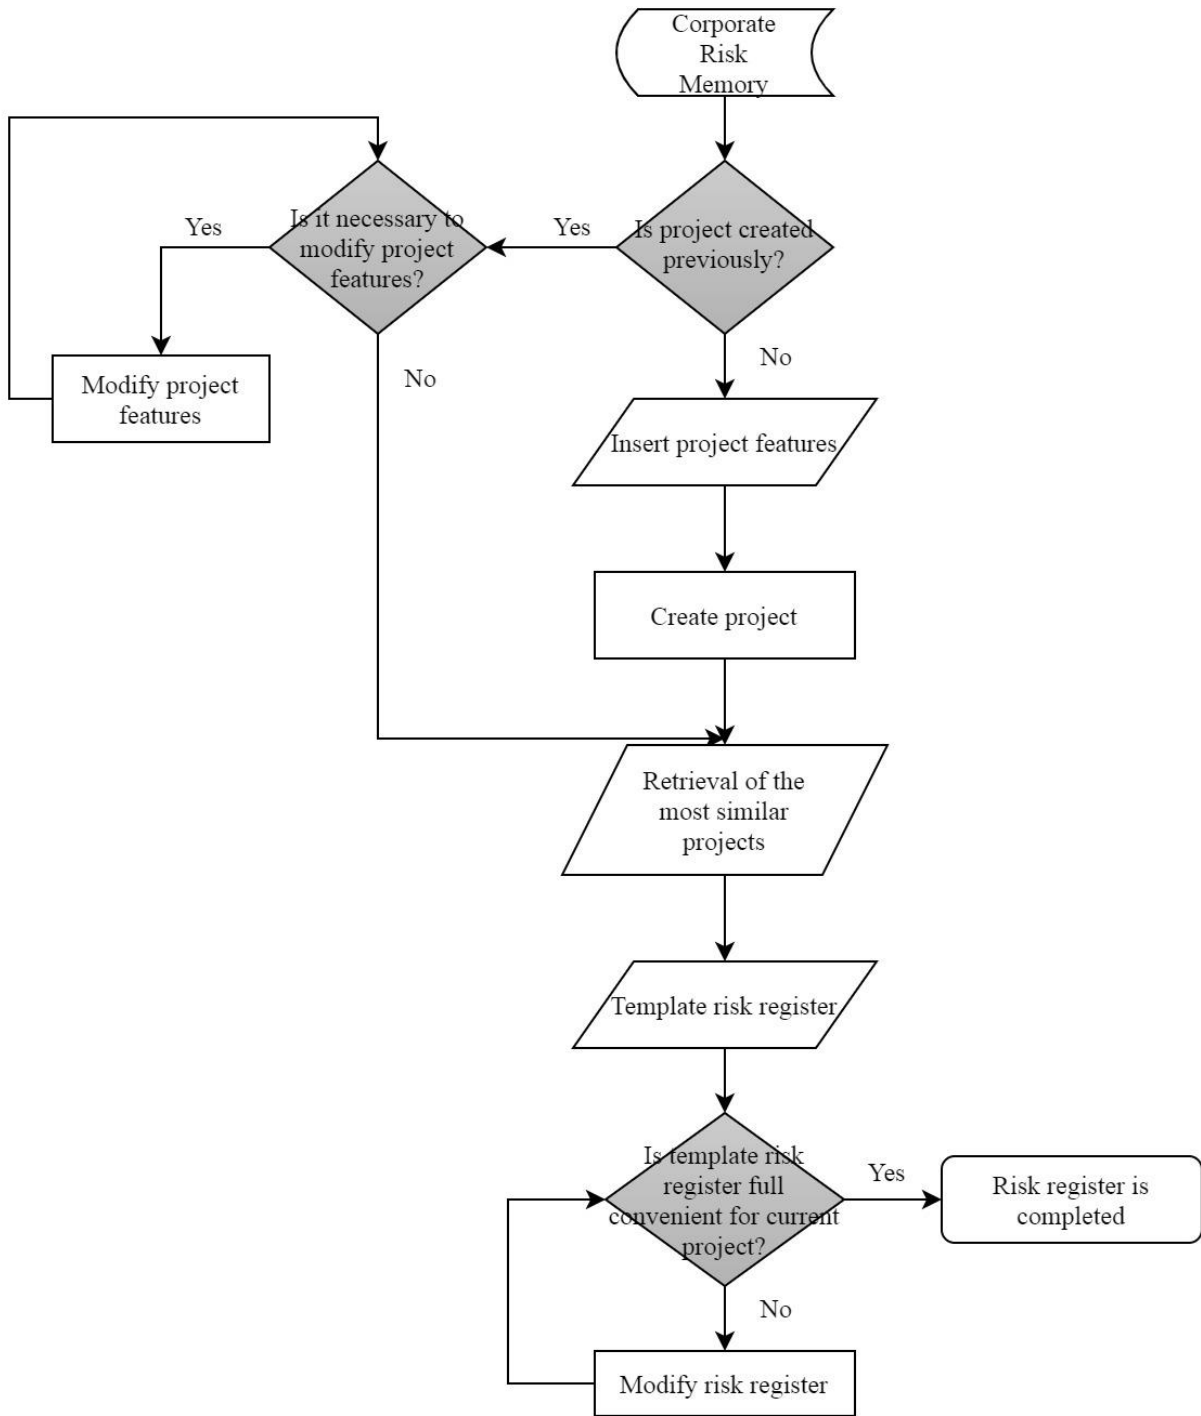 Corporate
Risk
Memory
Is it necessary to
modify project
features?
Yes
Yes
Is project created
previously?
No
No
Modify project
features
Insert project features
Create project
Retrieval of the
most similar
projects
Template risk register
Is template risk
register full
convenient for current
project?
Yes
Risk register is
completed
No
Modify risk register